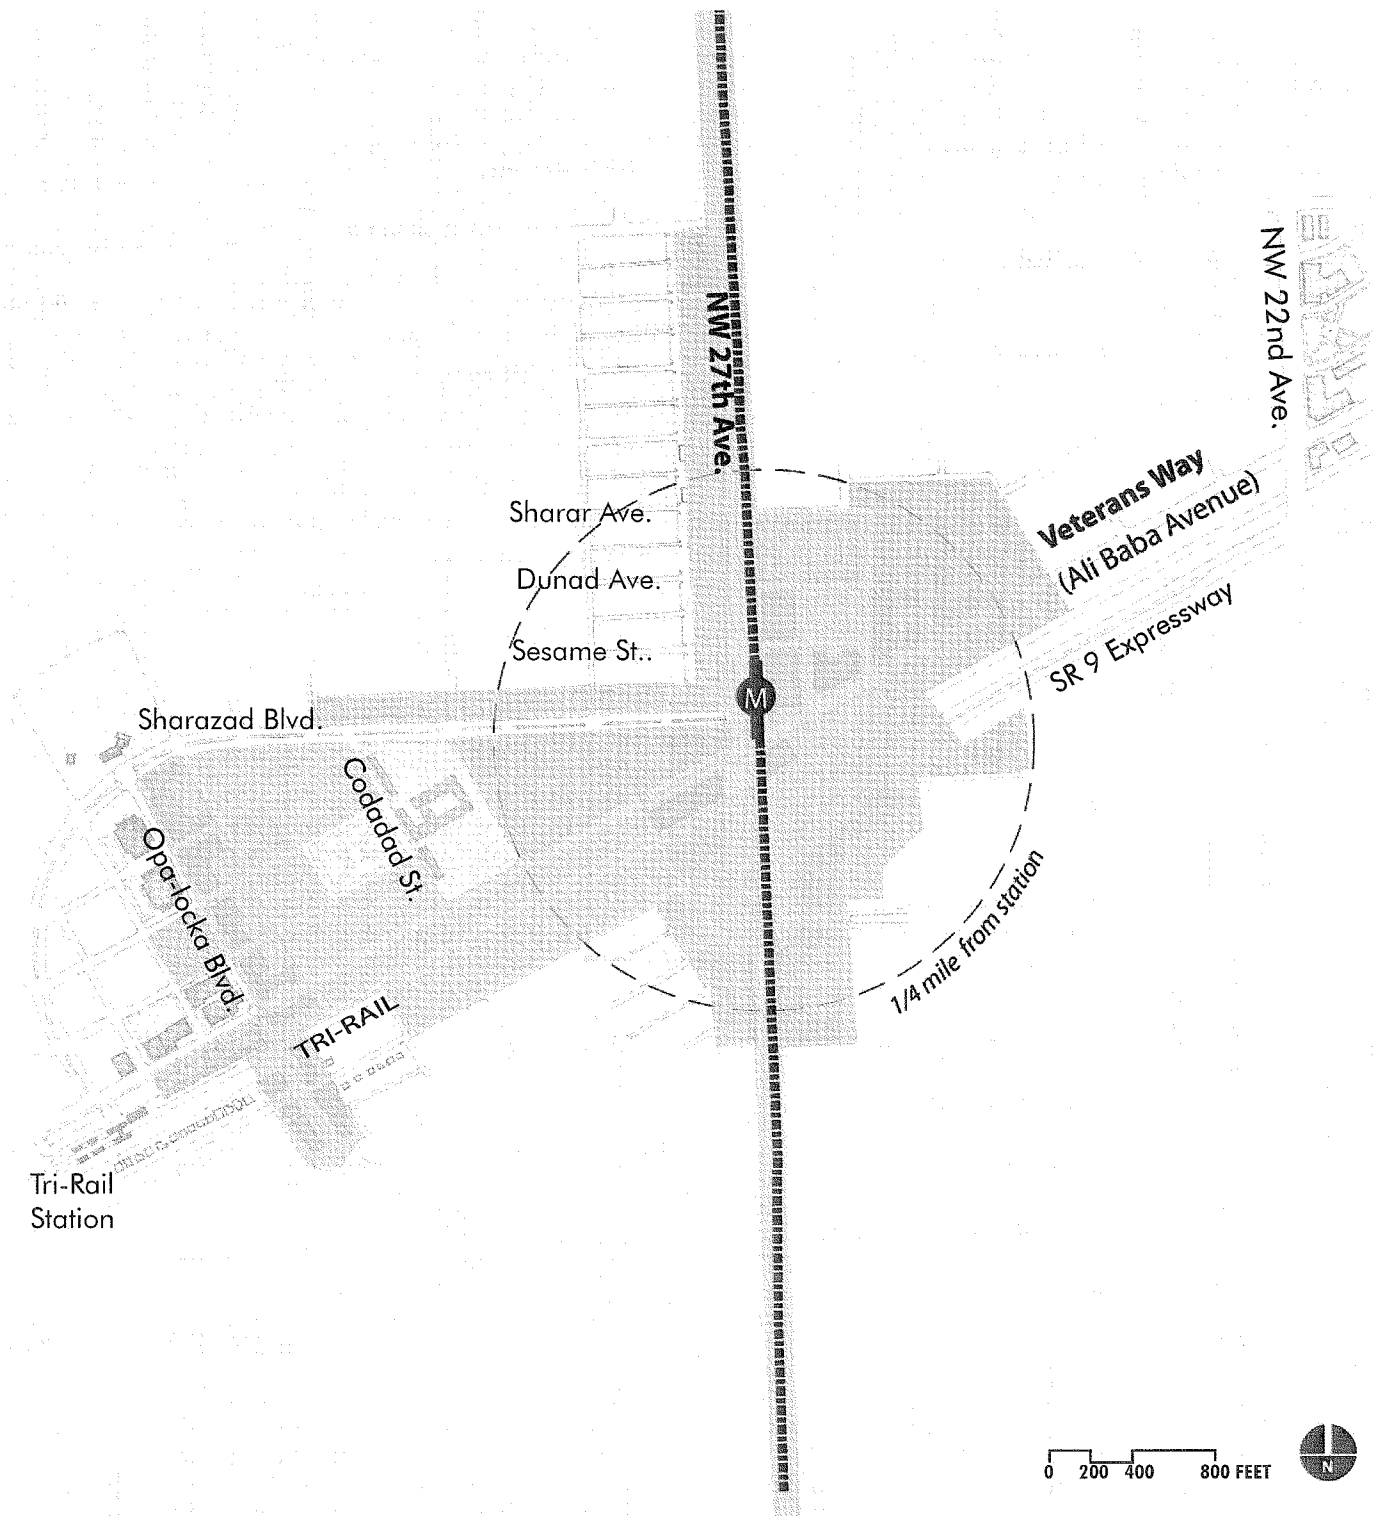 NW 27th Ave.
NW 22nd Ave.
Veterans Way
(Ali Baba Avenue)
SR 9 Expressway
Sharar Ave.
Dunad Ave.
Sesame St..
M
Sharazad Blvd.
Codadad St.
Opa-locka Blvd.
TRI-RAIL
1/4 mile from station
Tri-Rail
Station
0 200 400 800 FEET
N